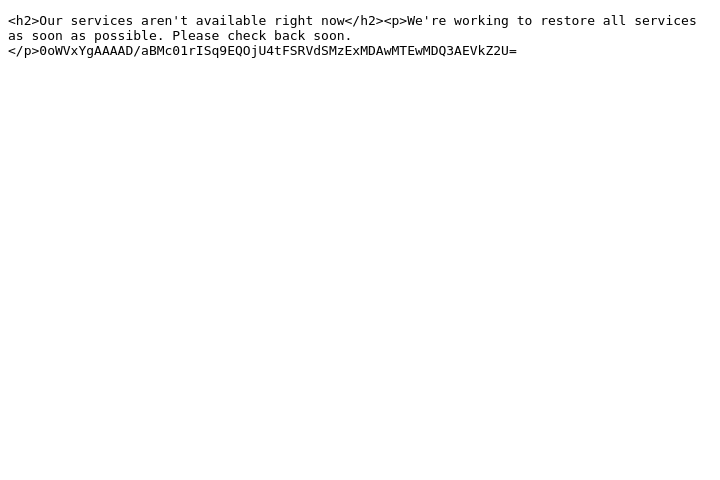 <h2>Our services aren't available right now</h2><p>We're working to restore all services
as soon as possible. Please check back soon.
</p>0oWVxYgAAAAD/aBMc01rISq9EQOjU4tFSRVdSMzExMDAwMTEwMDQ3AEVkZ2U=